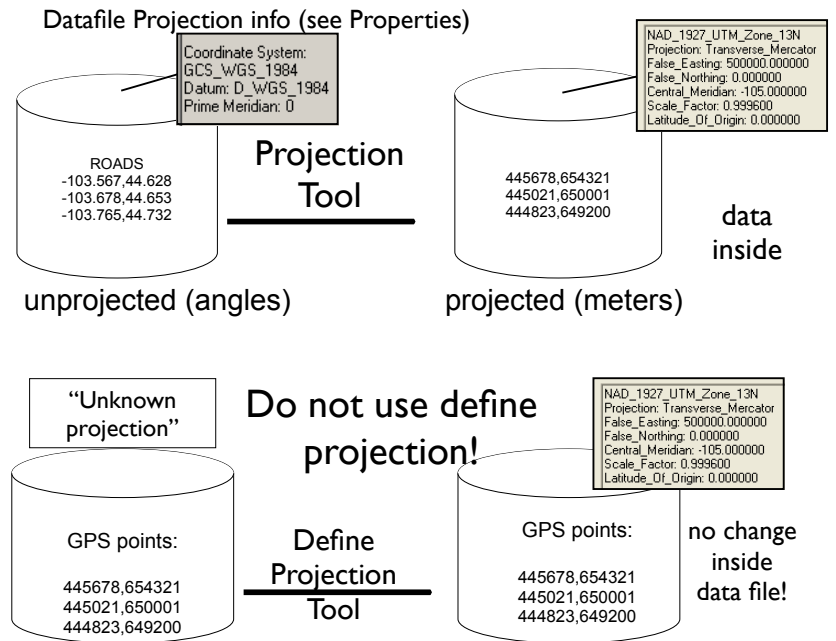 Datafile Projection info (see Properties)
Coordinate System:
GCS_WGS_1984
Datum: D_WGS_1984
Prime Meridian: 0
NAD_1927_UTM_Zone_13N
Projection: Transverse_Mercator
False_Easting: 500000.000000
False_Northing: 0.000000
Central_Meridian: -105.000000
Scale_Factor: 0.999600
Latitude_Of_Origin: 0.000000
ROADS
-103.567,44.628
-103.678,44.653
-103.765,44.732
Projection
Tool
445678,654321
445021,650001
444823,649200
data
inside
unprojected (angles)
projected (meters)
“Unknown
projection”
Do not use define
projection!
NAD_1927_UTM_Zone_13N
Projection: Transverse_Mercator
False_Easting: 500000.000000
False_Northing: 0.000000
Central_Meridian: -105.000000
Scale_Factor: 0.999600
Latitude_Of_Origin: 0.000000
GPS points:
445678,654321
445021,650001
444823,649200
Define
Projection
Tool
GPS points:
445678,654321
445021,650001
444823,649200
no change
inside
data file!